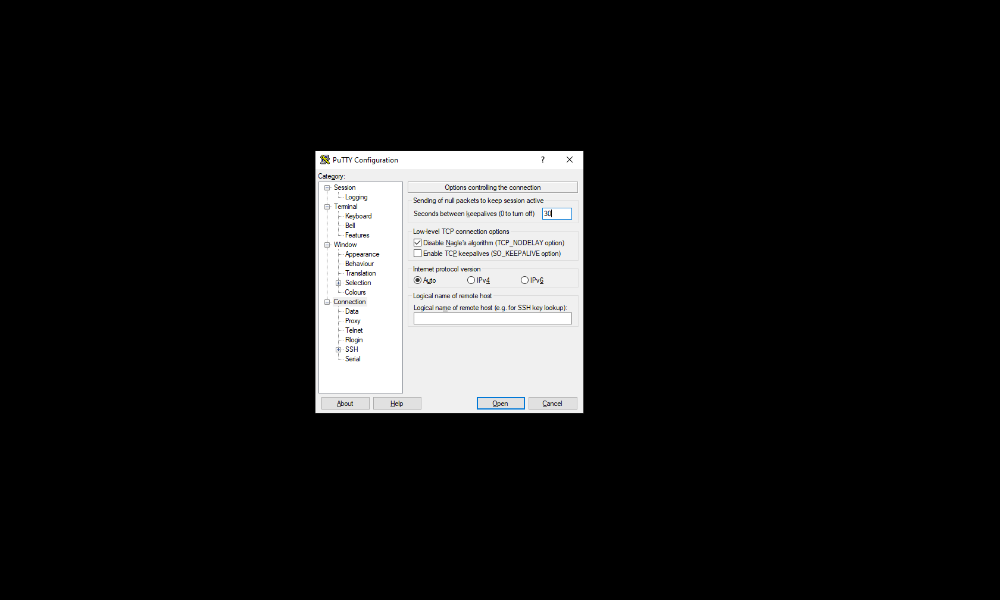 PuTTY Configuration
?
Category:
Session
Logging
Terminal
Keyboard
Bell
Features
Window
Appearance
Behaviour
Translation
Selection
Colours
Connection
Data
Proxy
Telnet
Rlogin
SSH
Serial
Options controlling the connection
Sending of null packets to keep session active
Seconds between keepalives (0 to turn off) 30
Low-level TCP connection options
Disable Nagle's algorithm (TCP_NODELAY option)
Enable TCP keepalives (SO_KEEPALIVE option)
Internet protocol version
Auto IPv4 IPv6
Logical name of remote host
Logical name of remote host (e.g. for SSH key lookup):
About Help Open Cancel